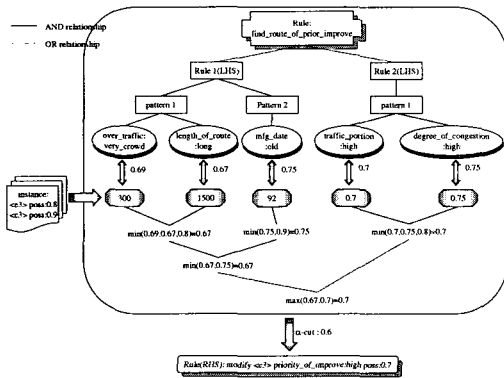 AND relationship
OR relationship
Rule:
find_route_of_prior_improve
Rule 1(LHS)
Rule 2(LHS)
pattern 1
Pattern 2
pattern 1
over_traffic:
very_crowd
length_of_route
:long
mfg_date
:old
traffic_portion
:high
degree_of_congestion
:high
0.69
0.67
0.75
0.7
0.75
instance:
<e3> poss:0.8
<e3> poss:0.9
300
1500
92
0.7
0.75
min(0.69,0.67,0.8)=0.67
min(0.75,0.9)=0.75
min(0.7,0.75,0.8)=0.7
min(0.67,0.75)=0.67
max(0.67,0.7)=0.7
α-cut : 0.6
Rule(RHS): modify <e3> priority_of_improve:high poss:0.7